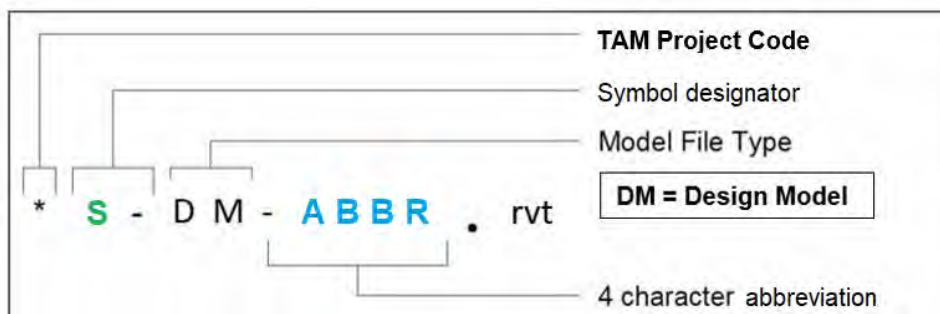 TAM Project Code
Symbol designator
Model File Type
* S - D M - A B B R . rvt
DM = Design Model
4 character abbreviation